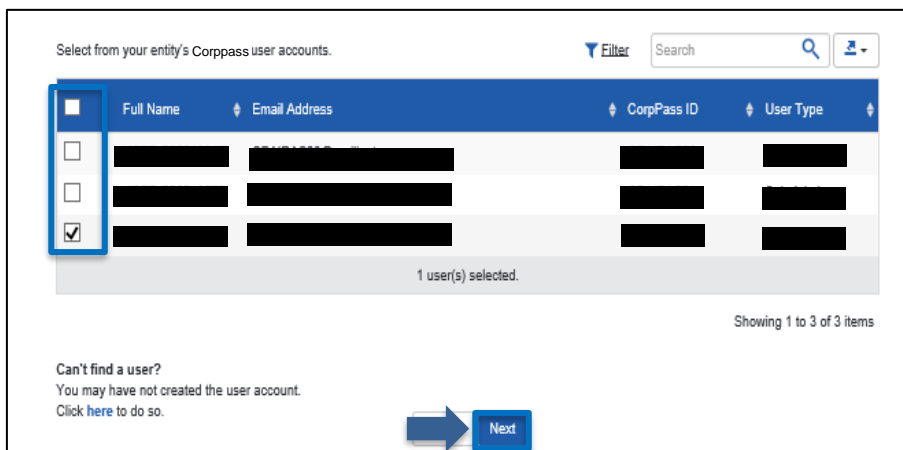 Select from your entity's Corppass user accounts.
Filter
Search
Full Name
Email Address
CorpPass ID
User Type
1 user(s) selected.
Showing 1 to 3 of 3 items
Can't find a user?
You may have not created the user account.
Click here to do so.
Next